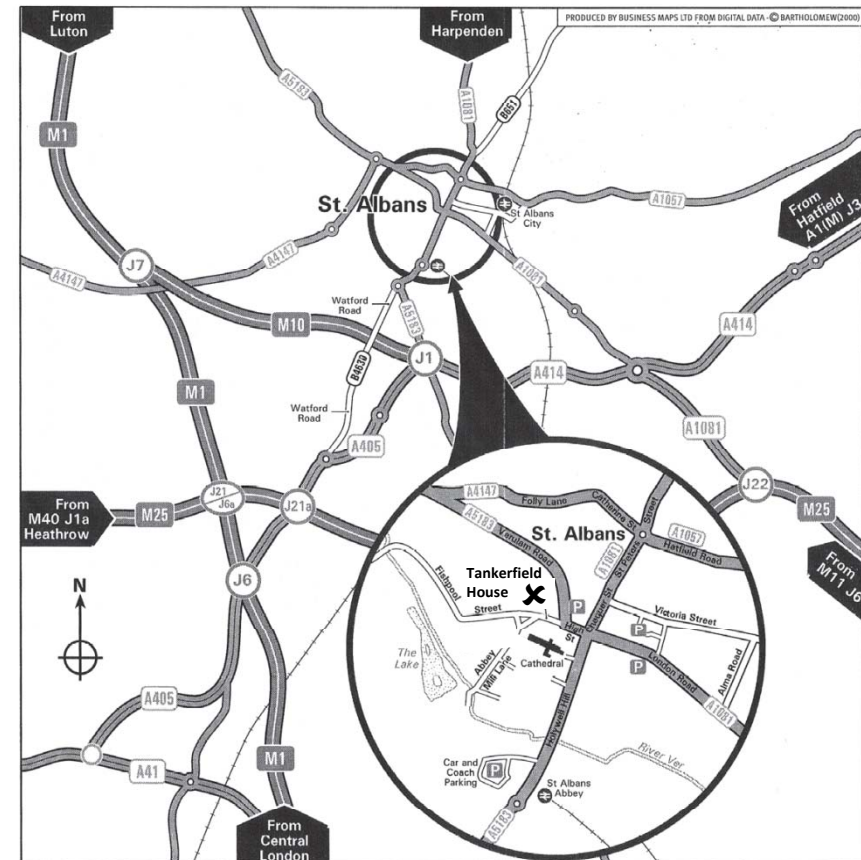 From
Luton
From
Harpenden
PRODUCED BY BUSINESS MAPS LTD FROM DIGITAL DATA - © BARTHOLOMEW(2000)
A5183
A1081
B651
M1
St. Albans
St Albans
City
A1057
From
Hatfield
A1(M) J3
A4147
A4147
J7
A1081
Watford
Road
A5183
M10
A414
B4630
J1
A414
M1
Watford
Road
A405
A1081
J21
J6a
J21a
J22
From
M40 J1a
Heathrow
M25
M25
From
M11 J6
J6
N
A405
A41
M1
From
Central
London
A4147
Folly Lane
Catherine St
Street
A5183
Verulam Road
St. Albans
A1081
St Peters
A1057
Hatfield Road
Fishpool
Street
Tankerfield
House
P
Chequer St
High
St
Victoria Street
P
P
Cathedral
London Road
Alma Road
A1081
The
Lake
Abbey
Mill Lane
Holywell Hill
River Ver
Car and
Coach
Parking
P
St Albans
Abbey
A5183